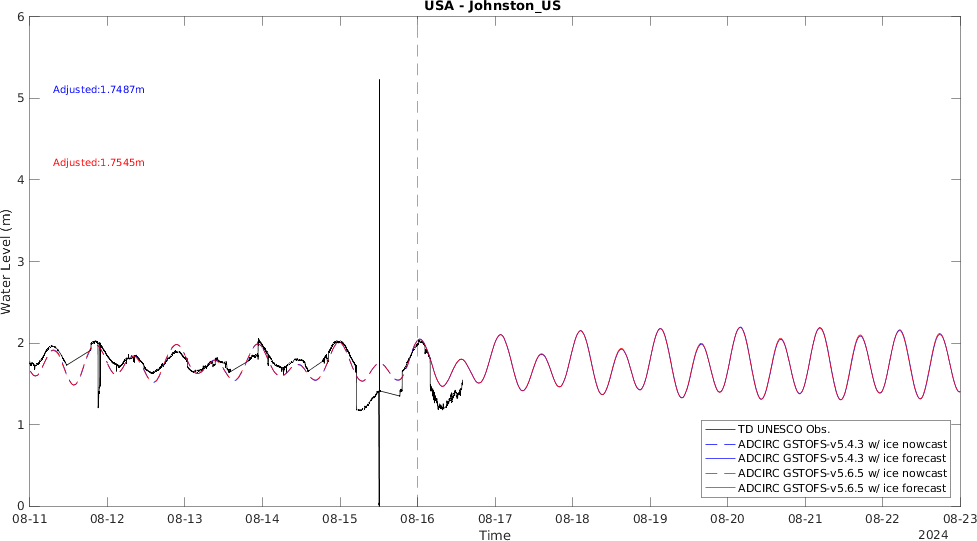 USA - Johnston_US
6
5
4
3
2
1
0
Water Level (m)
Adjusted:1.7487m
Adjusted:1.7545m
TD UNESCO Obs.
ADCIRC GSTOFS-v5.4.3 w/ ice nowcast
ADCIRC GSTOFS-v5.4.3 w/ ice forecast
ADCIRC GSTOFS-v5.6.5 w/ ice nowcast
ADCIRC GSTOFS-v5.6.5 w/ ice forecast
08-11 08-12 08-13 08-14 08-15 08-16 08-17 08-18 08-19 08-20 08-21 08-22 08-23
Time
2024